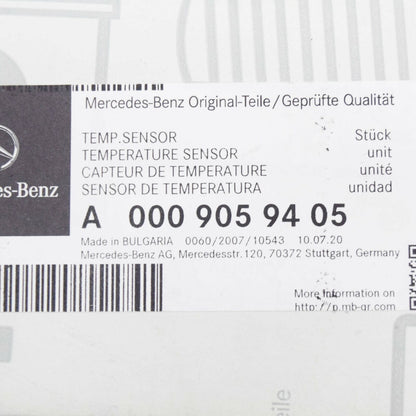 Mercedes-Benz Original-Teile/Geprüfte Qualität
TEMP.SENSOR Stück
TEMPERATURE SENSOR unit
CAPTEUR DE TEMPERATURE unité
SENSOR DE TEMPERATURA unidad
es-Benz
A 000 905 94 05
Made in BULGARIA 0060/2007/10543 10.07.20
Mercedes-Benz AG, Mercedesstr.120, 70372 Stuttgart, Germany
More Information on
http://p.mb-qr.com
eile